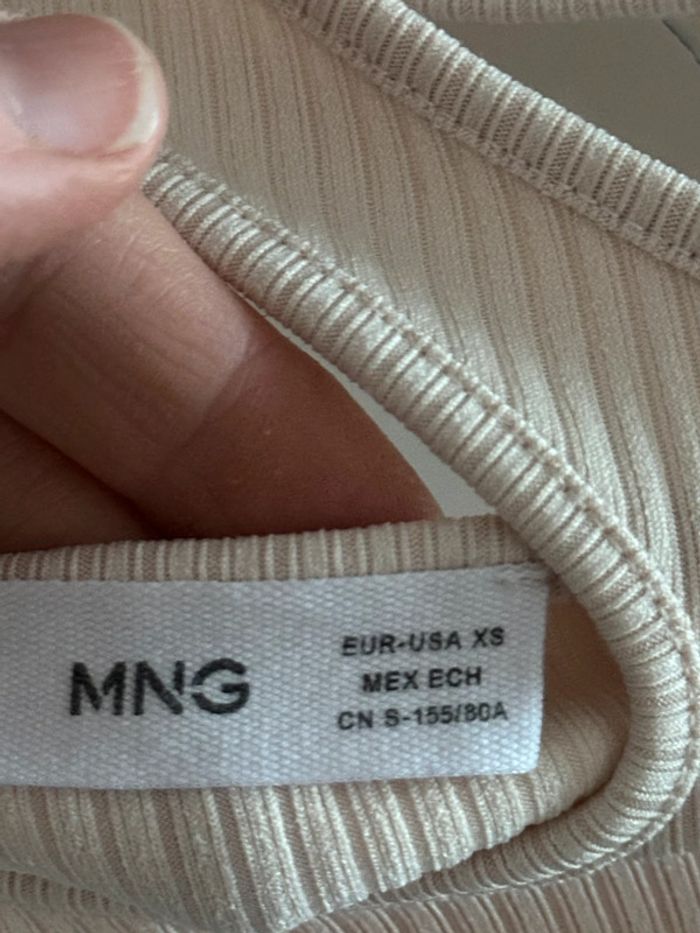 MNG
EUR-USA XS
MEX ECH
CN S-155/80A